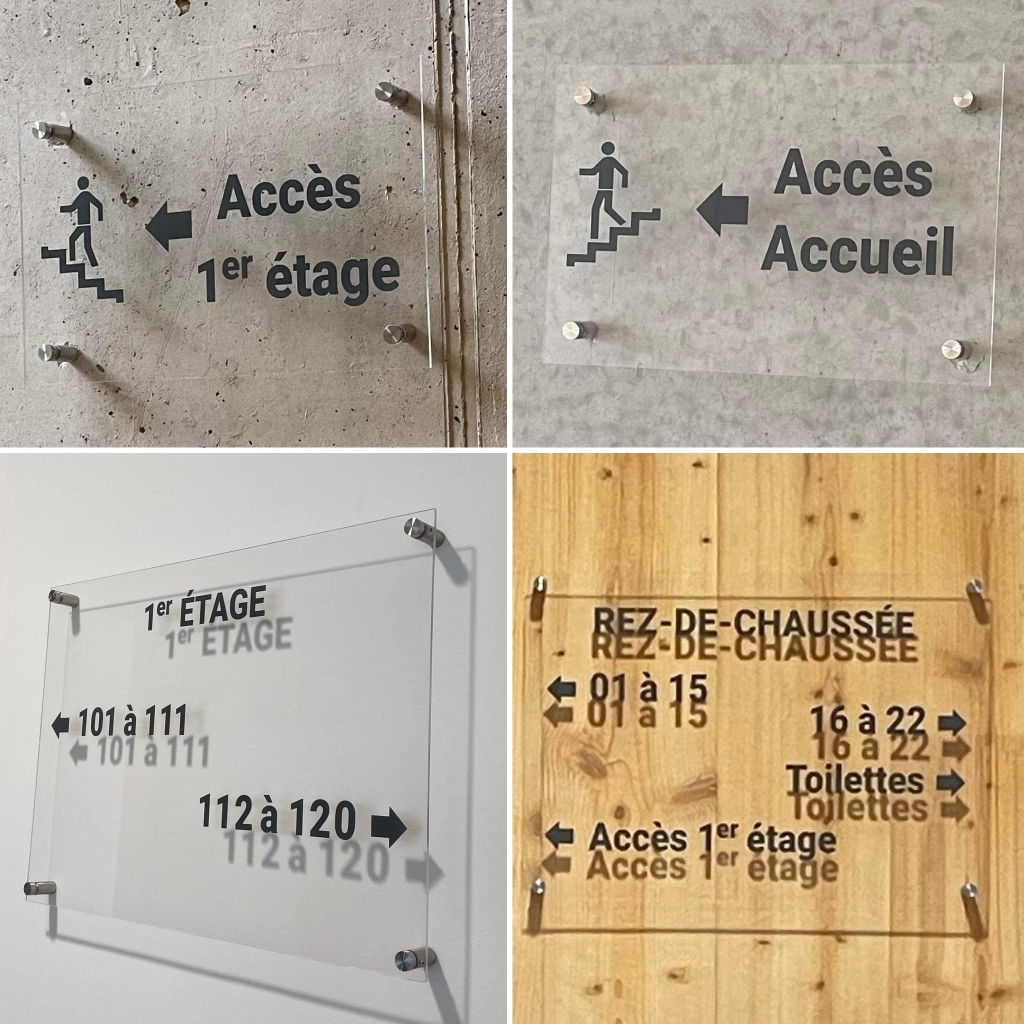 Accès
1er étage
Accès
Accueil
1er ÉTAGE
101 à 111
112 à 120
REZ-DE-CHAUSSÉE
01 à 15
16 à 22
Toilettes
Accès 1er étage